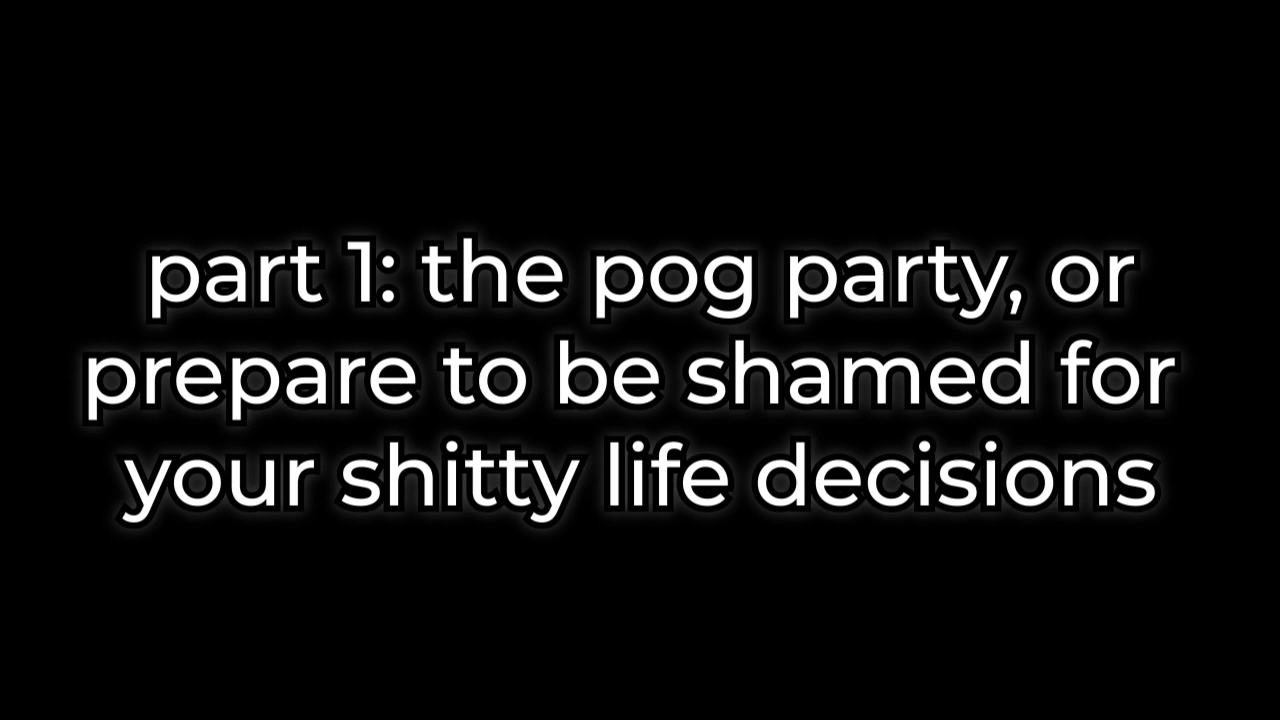 part 1: the pog party, or
prepare to be shamed for
your shitty life decisions